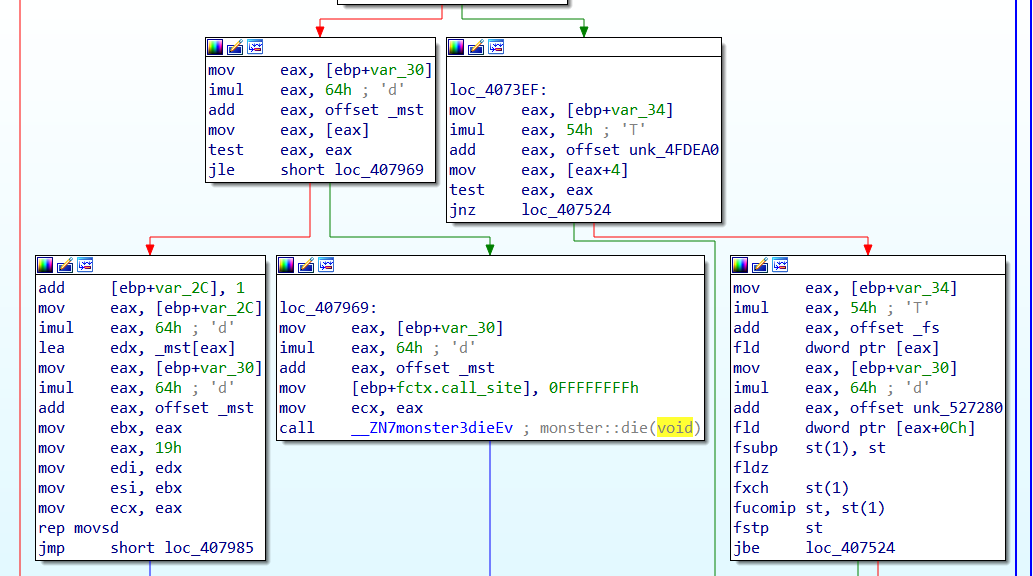 mov eax, [ebp+var_30]
imul eax, 64h ; 'd'
add eax, offset _mst
mov eax, [eax]
test eax, eax
jle short loc_407969
loc_4073EF:
mov eax, [ebp+var_34]
imul eax, 54h ; 'T'
add eax, offset unk_4FDEA0
mov eax, [eax+4]
test eax, eax
jnz loc_407524
add [ebp+var_2C], 1
mov eax, [ebp+var_2C]
imul eax, 64h ; 'd'
lea edx, _mst[eax]
mov eax, [ebp+var_30]
imul eax, 64h ; 'd'
add eax, offset _mst
mov ebx, eax
mov eax, 19h
mov edi, edx
mov esi, ebx
mov ecx, eax
rep movsd
jmp short loc_407985
loc_407969:
mov eax, [ebp+var_30]
imul eax, 64h ; 'd'
add eax, offset _mst
mov [ebp+fctx.call_site], 0FFFFFFFFh
mov ecx, eax
call __ZN7monster3dieEv ; monster::die(void)
mov eax, [ebp+var_34]
imul eax, 54h ; 'T'
add eax, offset _fs
fld dword ptr [eax]
mov eax, [ebp+var_30]
imul eax, 64h ; 'd'
add eax, offset unk_527280
fld dword ptr [eax+0Ch]
fsubp st(1), st
fldz
fxch st(1)
fucomip st, st(1)
fstp st
jbe loc_407524